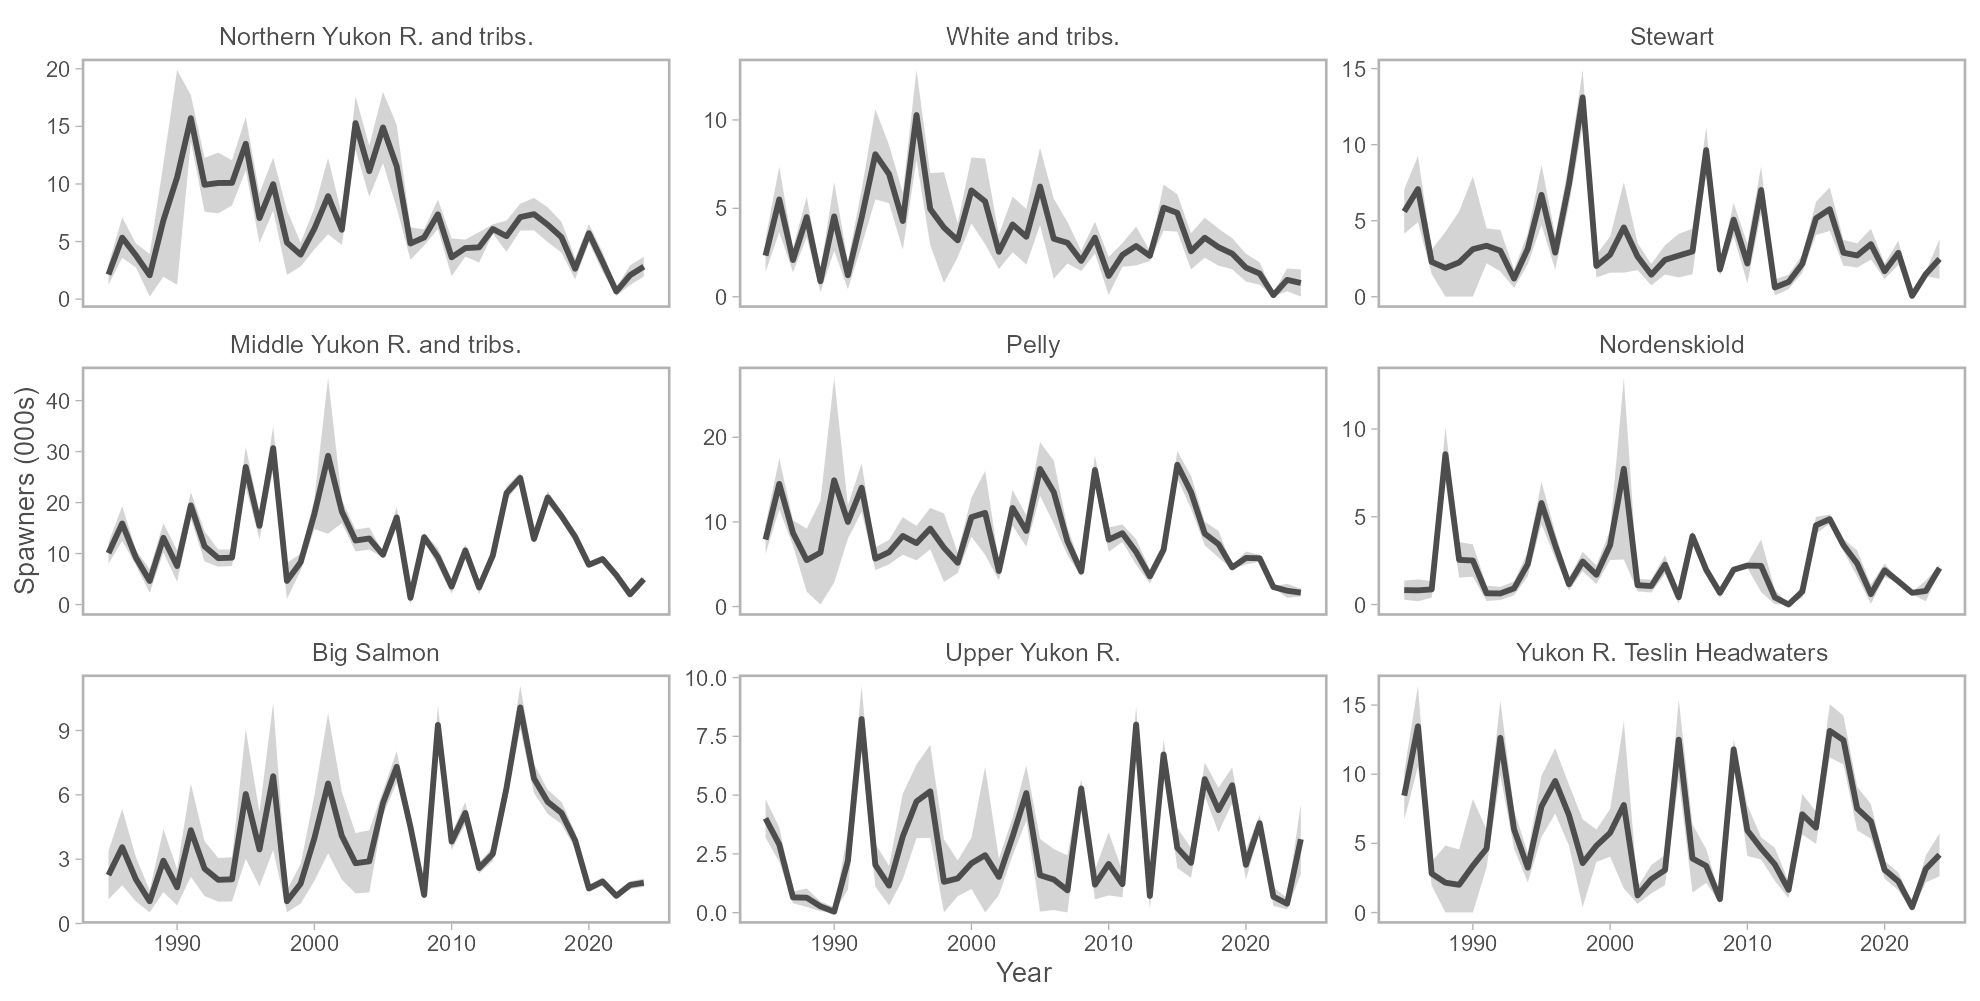 Northern Yukon R. and tribs.
White and tribs.
Stewart
20
15
10
5
0
10
5
0
15
10
5
0
Middle Yukon R. and tribs.
Pelly
Nordenskiold
Spawners (000s)
40
30
20
10
0
20
10
0
10
5
0
Big Salmon
Upper Yukon R.
Yukon R. Teslin Headwaters
9
6
3
0
10.0
7.5
5.0
2.5
0.0
15
10
5
0
1990 2000 2010 2020
1990 2000 2010 2020
1990 2000 2010 2020
Year